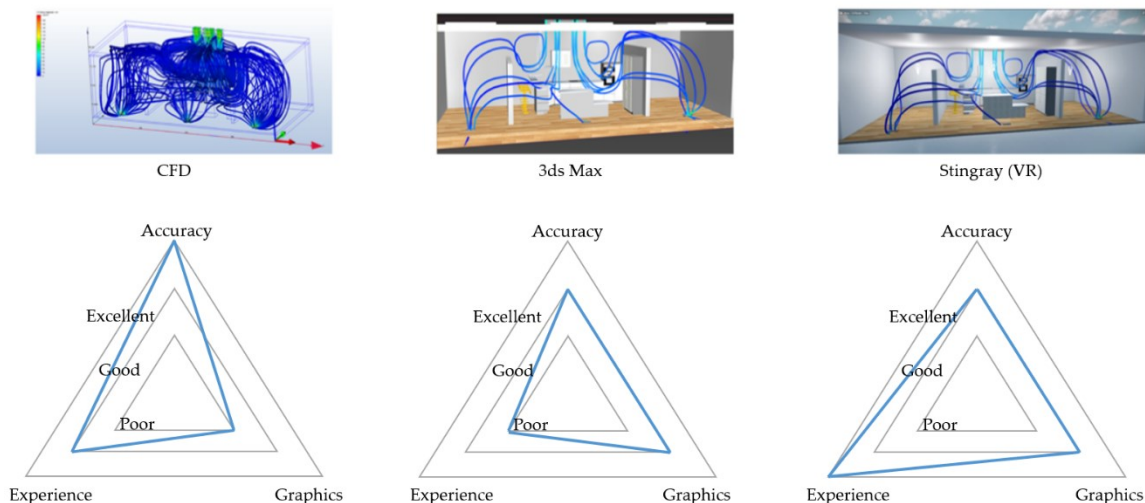 CFD
3ds Max
Stingray (VR)
Accuracy
Excellent
Good
Poor
Experience
Graphics
Accuracy
Excellent
Good
Poor
Experience
Graphics
Accuracy
Excellent
Good
Poor
Experience
Graphics